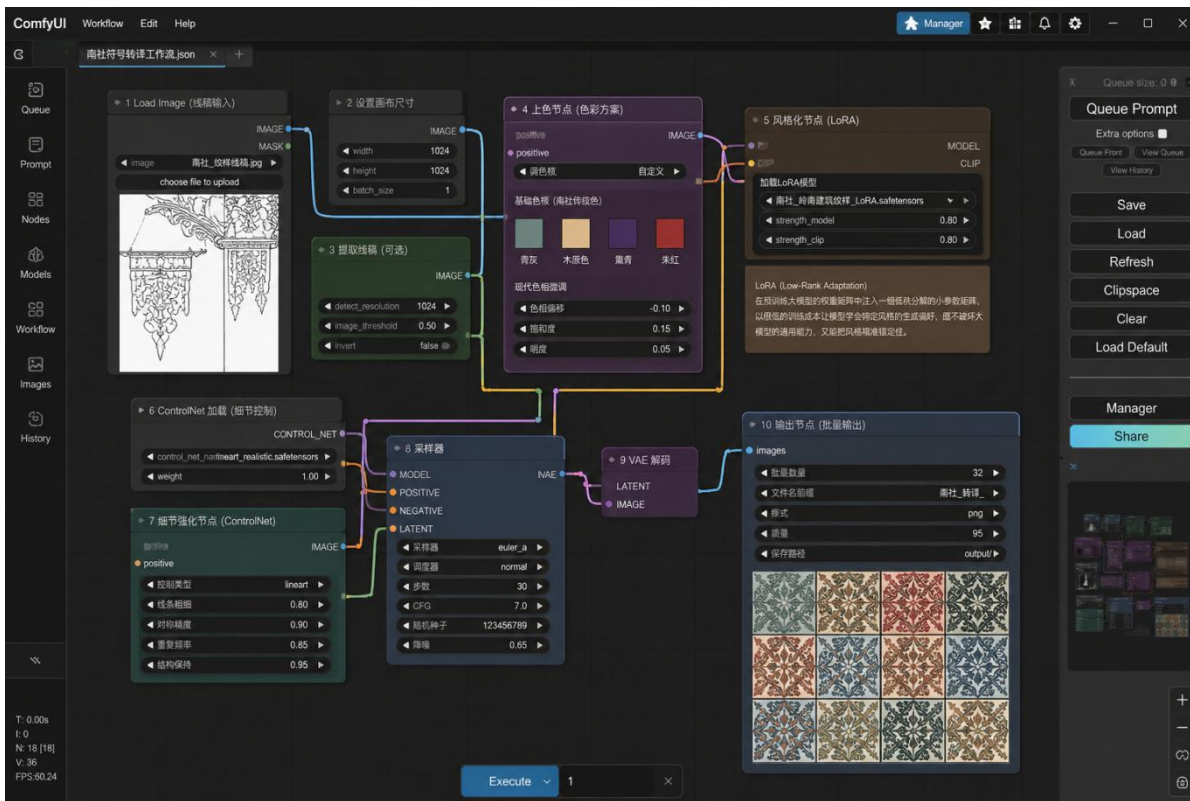 ComfyUI Workflow Edit Help
Manager
南社符号转译工作流.json × +
Queue
Prompt
Nodes
Models
Workflow
Images
History
T: 0.00s
I: 0
N: 18 [18]
V: 36
FPS:60.24
1 Load Image (线稿输入)
IMAGE
MASK
image 南社_纹样线稿.jpg
choose file to upload
2 设置画布尺寸
IMAGE
width 1024
height 1024
batch_size 1
3 提取线稿 (可选)
IMAGE
detect_resolution 1024
image_threshold 0.50
invert false
4 上色节点 (色彩方案)
positive IMAGE
positive
自定义
青灰 木原色 朱红
现代色相微调
色相偏移 -0.10
饱和度 0.15
明度 0.05
5 风格化节点 (LoRA)
MODEL
CLIP
加载LoRA模型
南社_岭南建筑纹样_LoRA.safetensors
strength_model 0.80
strength_clip 0.80
LoRA (Low-Rank Adaptation)
在预训练大模型的权重矩阵中注入一组低秩分解的小参数矩阵,
以很低的训练成本让模型学会特定风格的生成偏好, 既不破坏大
模型的通用能力, 又能把风格精准锚定住。
6 ControlNet 加载 (细节控制)
CONTROL_NET
lineart_realistic.safetensors
weight 1.00
7 细节强化节点 (ControlNet)
IMAGE
positive
控制类型 lineart
线条粗细 0.80
对称精度 0.90
重复频率 0.85
结构保持 0.95
8 采样器
MODEL
POSITIVE
NEGATIVE
LATENT
采样器 euler_a
调度器 normal
步数 30
CFG 7.0
随机种子 123456789
降噪 0.65
9 VAE 解码
LATENT
IMAGE
10 输出节点 (批量输出)
images
批量数量 32
文件名前缀 南社_转译_
格式 png
质量 95
保存路径 output/
Execute 1 ×
X Queue size: 0
Queue Prompt
Extra options
Queue Front View Queue
View History
Save
Load
Refresh
Clipspace
Clear
Load Default
Manager
Share